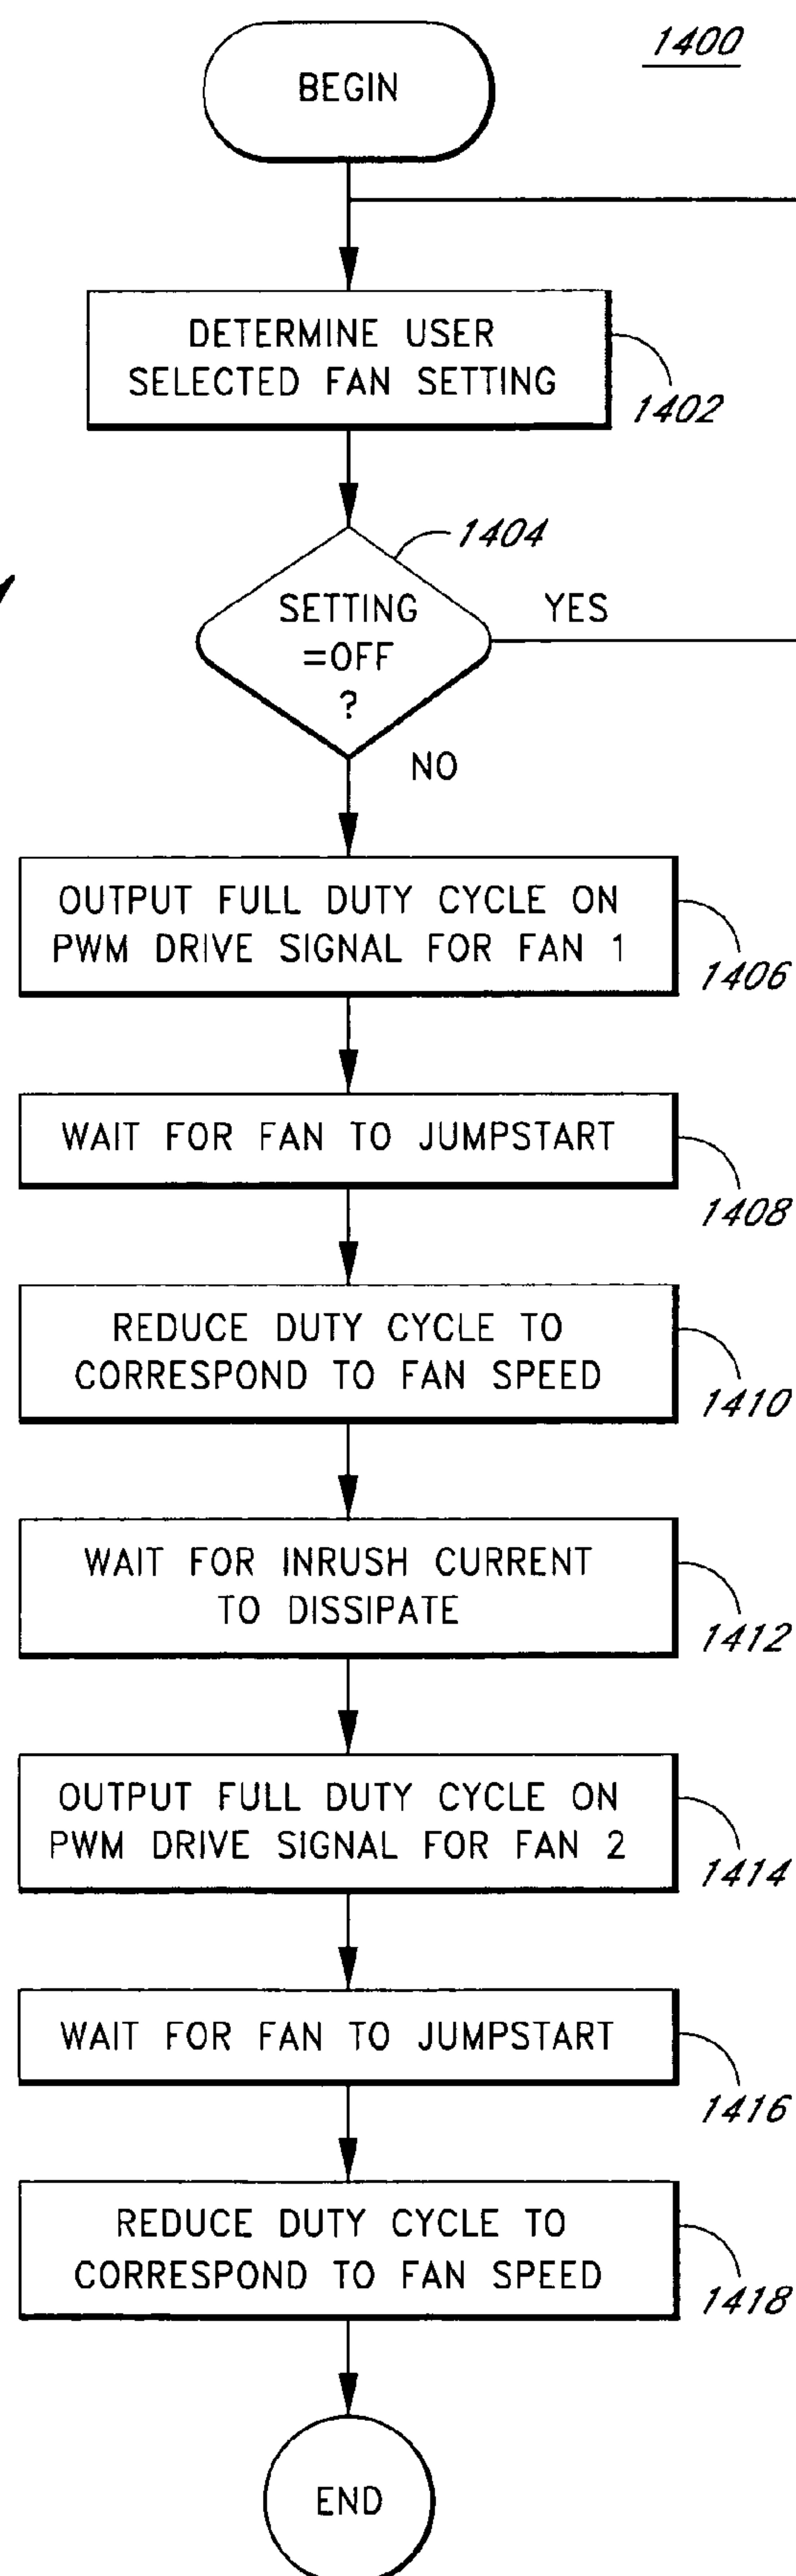 1400
BEGIN
DETERMINE USER
SELECTED FAN SETTING
1402
1404
SETTING
=OFF
?
YES
NO
OUTPUT FULL DUTY CYCLE ON
PWM DRIVE SIGNAL FOR FAN 1
1406
WAIT FOR FAN TO JUMPSTART
1408
REDUCE DUTY CYCLE TO
CORRESPOND TO FAN SPEED
1410
WAIT FOR INRUSH CURRENT
TO DISSIPATE
1412
OUTPUT FULL DUTY CYCLE ON
PWM DRIVE SIGNAL FOR FAN 2
1414
WAIT FOR FAN TO JUMPSTART
1416
REDUCE DUTY CYCLE TO
CORRESPOND TO FAN SPEED
1418
END